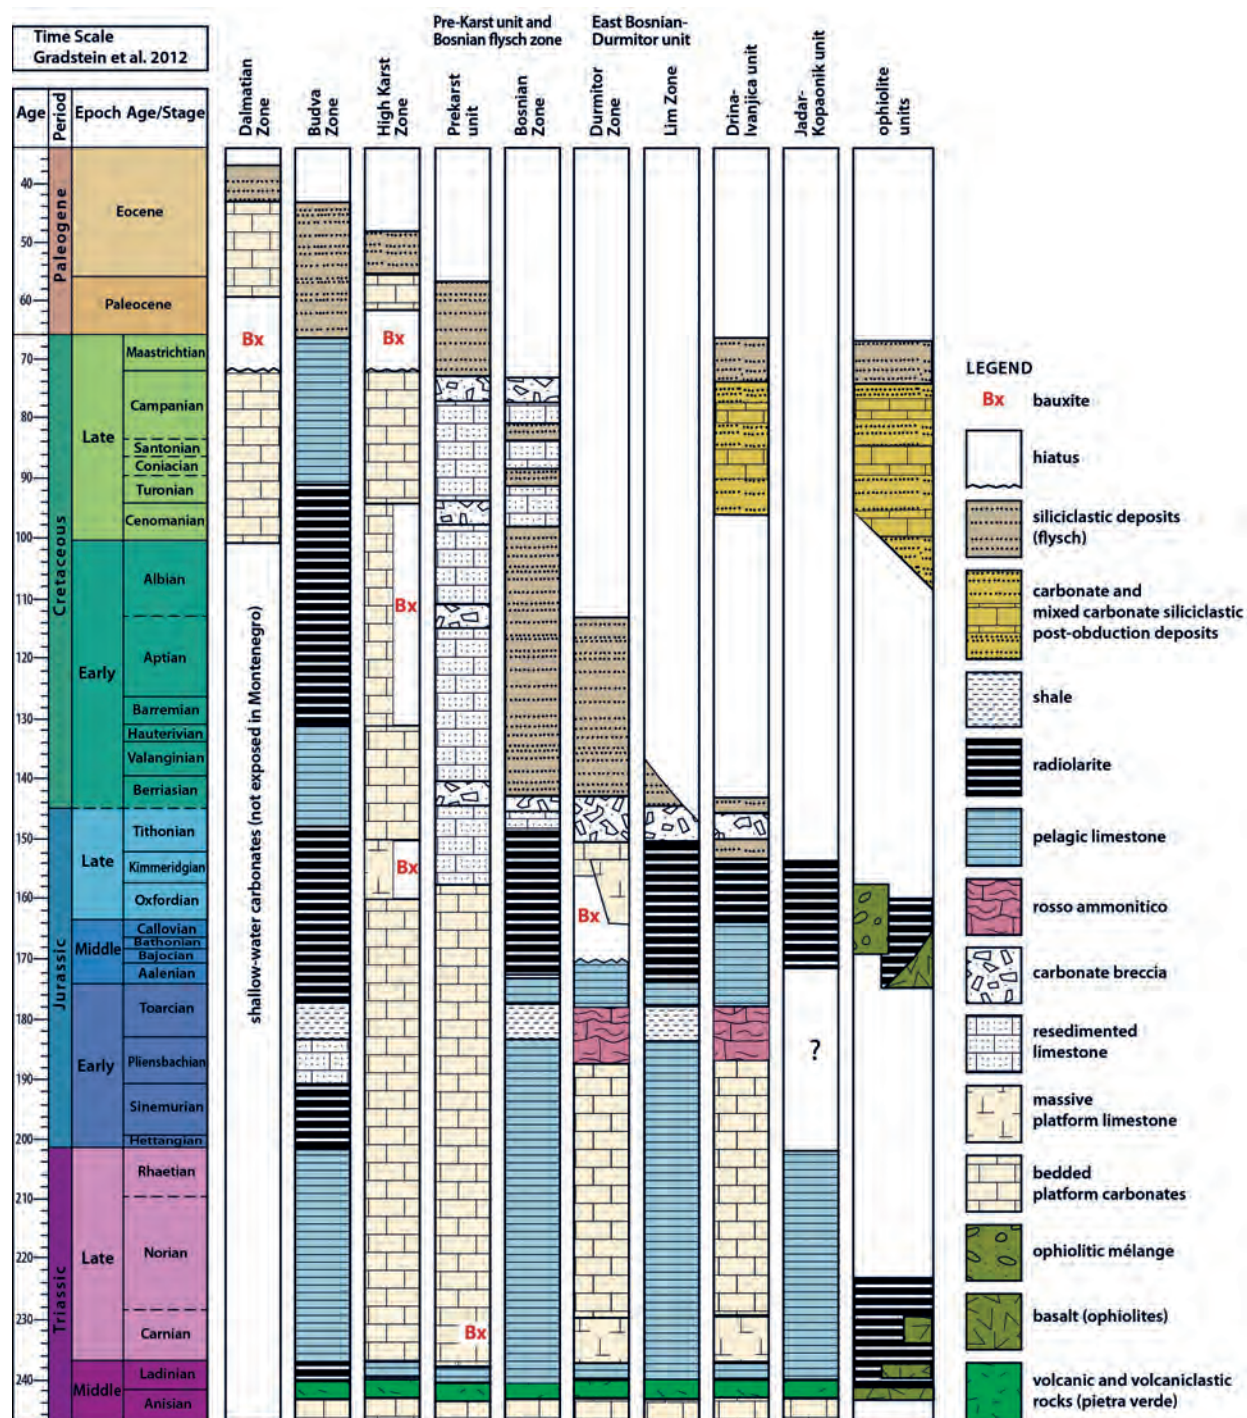 Time Scale
Gradstein et al. 2012
Pre-Karst unit and
Bosnian flysch zone
East Bosnian-
Durmitor unit
Age
Period
Epoch
Age/Stage
Dalmatian
Zone
Budva
Zone
High Karst
Zone
Prekarst
unit
Bosnian
Zone
Durmitor
Zone
Lim Zone
Drina-
Ivanjica unit
Jadar-
Kopaonik unit
ophiolite
units
40
50
60
70
80
90
100
110
120
130
140
150
160
170
180
190
200
210
220
230
240
Paleogene
Cretaceous
Jurassic
Triassic
Eocene
Paleocene
Late
Early
Late
Middle
Early
Late
Middle
Maastrichtian
Campanian
Santonian
Coniacian
Turonian
Cenomanian
Albian
Aptian
Barremian
Hauterivian
Valanginian
Berriasian
Tithonian
Kimmeridgian
Oxfordian
Callovian
Bathonian
Bajocian
Aalenian
Toarcian
Pliensbachian
Sinemurian
Hettangian
Rhaetian
Norian
Carnian
Ladinian
Anisian
Bx
shallow-water carbonates (not exposed in Montenegro)
Bx
Bx
Bx
Bx
Bx
?
LEGEND
Bx bauxite
hiatus
siliciclastic deposits
(flysch)
carbonate and
mixed carbonate siliciclastic
post-obduction deposits
shale
radiolarite
pelagic limestone
rosso ammonitico
carbonate breccia
resedimented
limestone
massive
platform limestone
bedded
platform carbonates
ophiolitic mélange
basalt (ophiolites)
volcanic and volcaniclastic
rocks (pietra verde)